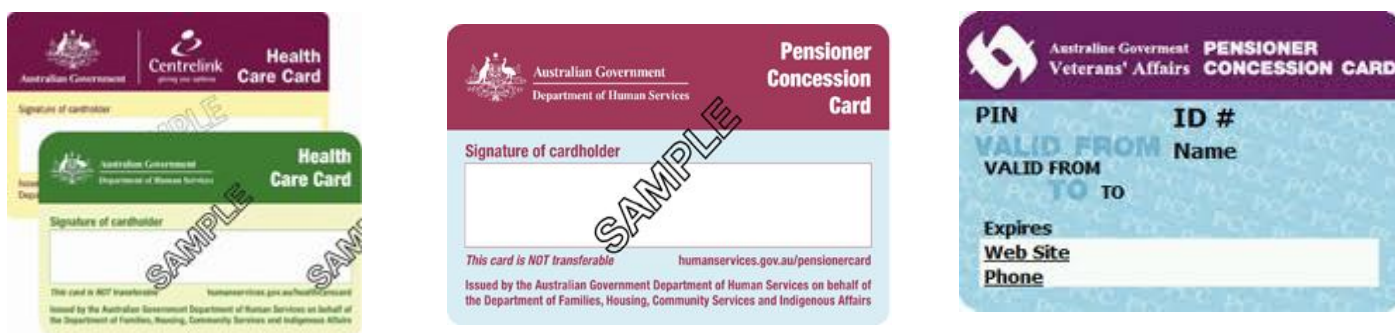 Australian Government
Centrelink
giving you options
Health
Care Card
Signature of cardholder
SAMPLE
Australian Government
Department of Human Services
Health
Care Card
Signature of cardholder
SAMPLE
SAMPLE
This card is NOT transferable
humanservices.gov.au/healthcarecard
Issued by the Australian Government Department of Human Services on behalf of
the Department of Families, Housing, Community Services and Indigenous Affairs
Australian Government
Department of Human Services
Pensioner
Concession
Card
Signature of cardholder
SAMPLE
This card is NOT transferable
humanservices.gov.au/pensionercard
Issued by the Australian Government Department of Human Services on behalf of
the Department of Families, Housing, Community Services and Indigenous Affairs
Australine Goverment
Veterans' Affairs
PENSIONER
CONCESSION CARD
PIN
ID #
VALID FROM
Name
VALID FROM
TO
TO
Expires
Web Site
Phone